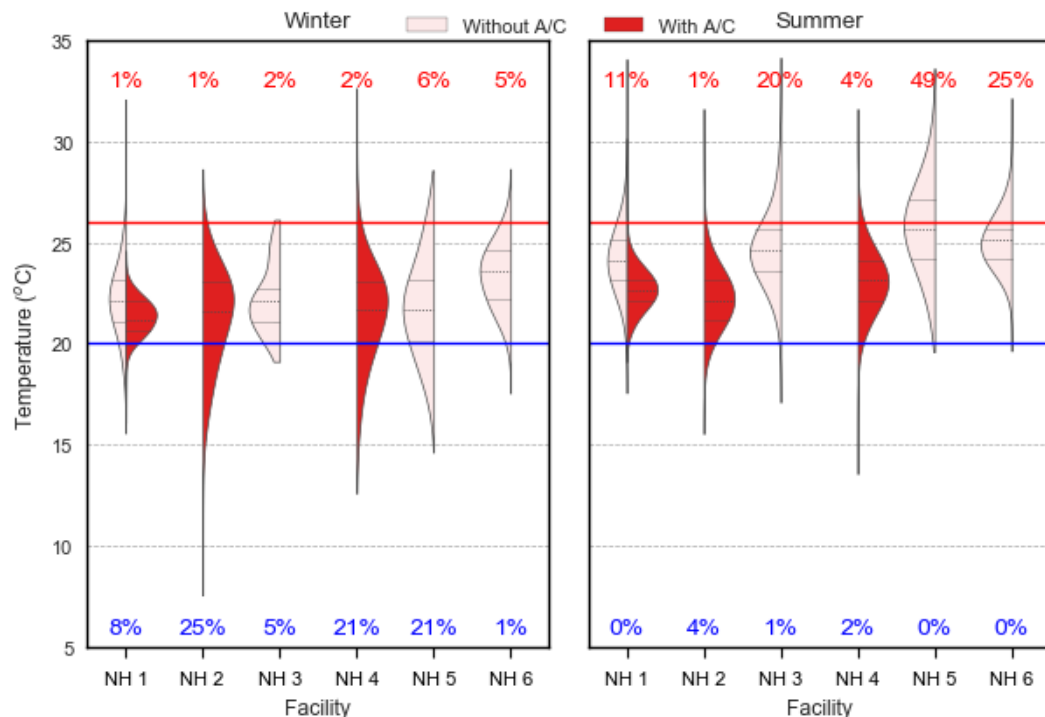 Winter Without A/C With A/C Summer
35
30
25
20
15
10
5
Temperature (°C)
1% 1% 2% 2% 6% 5%
11% 1% 20% 4% 49% 25%
8% 25% 5% 21% 21% 1%
0% 4% 1% 2% 0% 0%
NH 1 NH 2 NH 3 NH 4 NH 5 NH 6
NH 1 NH 2 NH 3 NH 4 NH 5 NH 6
Facility Facility